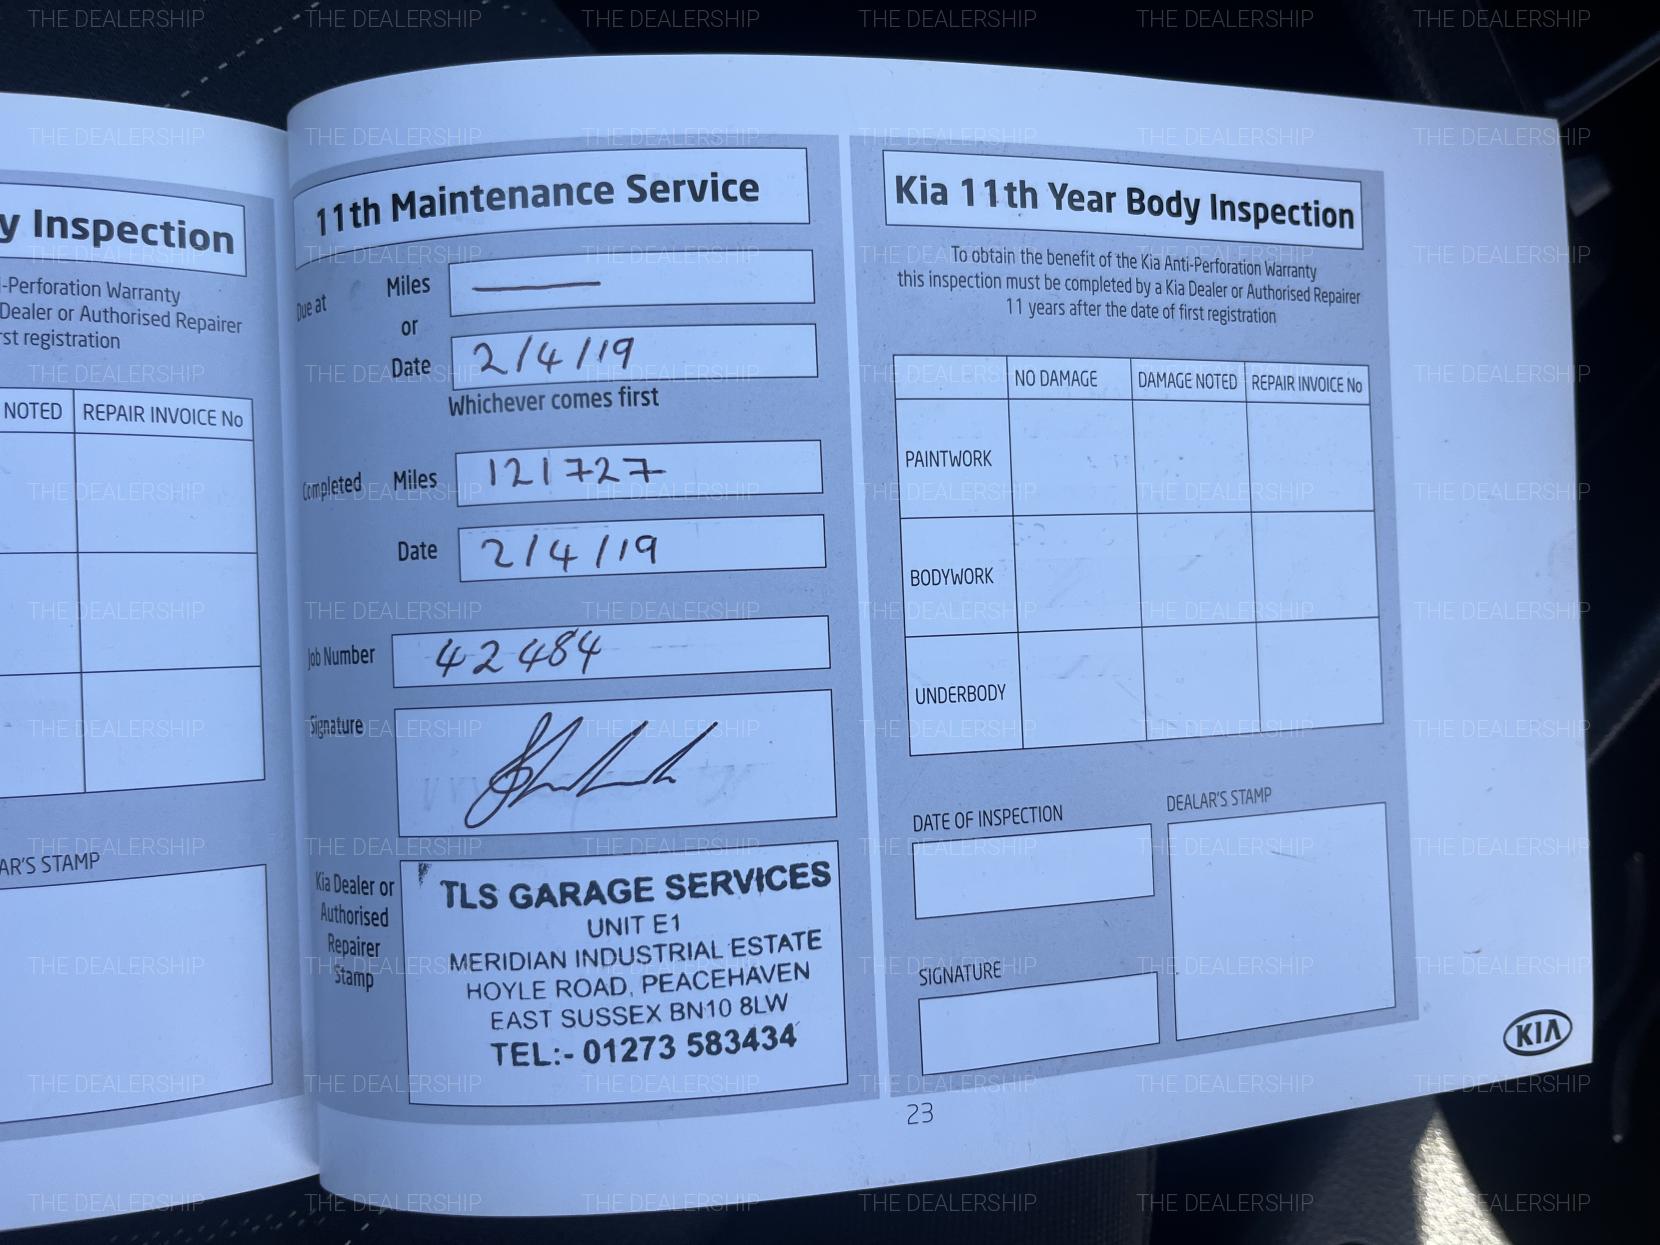 y Inspection
-Perforation Warranty
Dealer or Authorised Repairer
rst registration
NOTED
REPAIR INVOICE No
AR'S STAMP
11th Maintenance Service
Due at
Miles
or
Date
2/4/19
Whichever comes first
Completed
Miles
121727
Date
2/4/19
Job Number
42484
Signature
Kia Dealer or
Authorised
Repairer
Stamp
TLS GARAGE SERVICES
UNIT E1
MERIDIAN INDUSTRIAL ESTATE
HOYLE ROAD, PEACEHAVEN
EAST SUSSEX BN10 8LW
TEL:- 01273 583434
Kia 11th Year Body Inspection
To obtain the benefit of the Kia Anti-Perforation Warranty
this inspection must be completed by a Kia Dealer or Authorised Repairer
11 years after the date of first registration
NO DAMAGE
DAMAGE NOTED
REPAIR INVOICE No
PAINTWORK
BODYWORK
UNDERBODY
DATE OF INSPECTION
DEALAR'S STAMP
SIGNATURE
KIA
23
THE DEALERSHIP